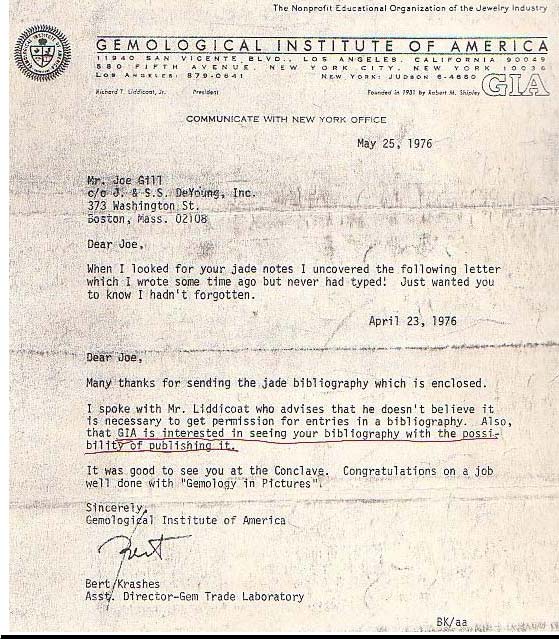 The Nonprofit Educational Organization of the Jewelry Industry
GEMOLOGICAL INSTITUTE OF AMERICA
11940 SAN VICENTE BLVD., LOS ANGELES, CALIFORNIA 90049
580 FIFTH AVENUE, NEW YORK CITY, NEW YORK 10036
LOS ANGELES: 879-0641 NEW YORK: JUDSON 6-4680
GIA
Richard T. Liddicoat, Jr. President Founded in 1931 by Robert M. Shipley
COMMUNICATE WITH NEW YORK OFFICE
May 25, 1976
Mr. Joe Gill
c/o J. & S.S. DeYoung, Inc.
373 Washington St.
Boston, Mass. 02108
Dear Joe,
When I looked for your jade notes I uncovered the following letter
which I wrote some time ago but never had typed! Just wanted you
to know I hadn't forgotten.
April 23, 1976
Dear Joe,
Many thanks for sending the jade bibliography which is enclosed.
I spoke with Mr. Liddicoat who advises that he doesn't believe it
is necessary to get permission for entries in a bibliography. Also,
that GIA is interested in seeing your bibliography with the possi-
bility of publishing it.
It was good to see you at the Conclave. Congratulations on a job
well done with "Gemology in Pictures".
Sincerely,
Gemological Institute of America
Bert
Bert Krashes
Asst. Director-Gem Trade Laboratory
BK/aa